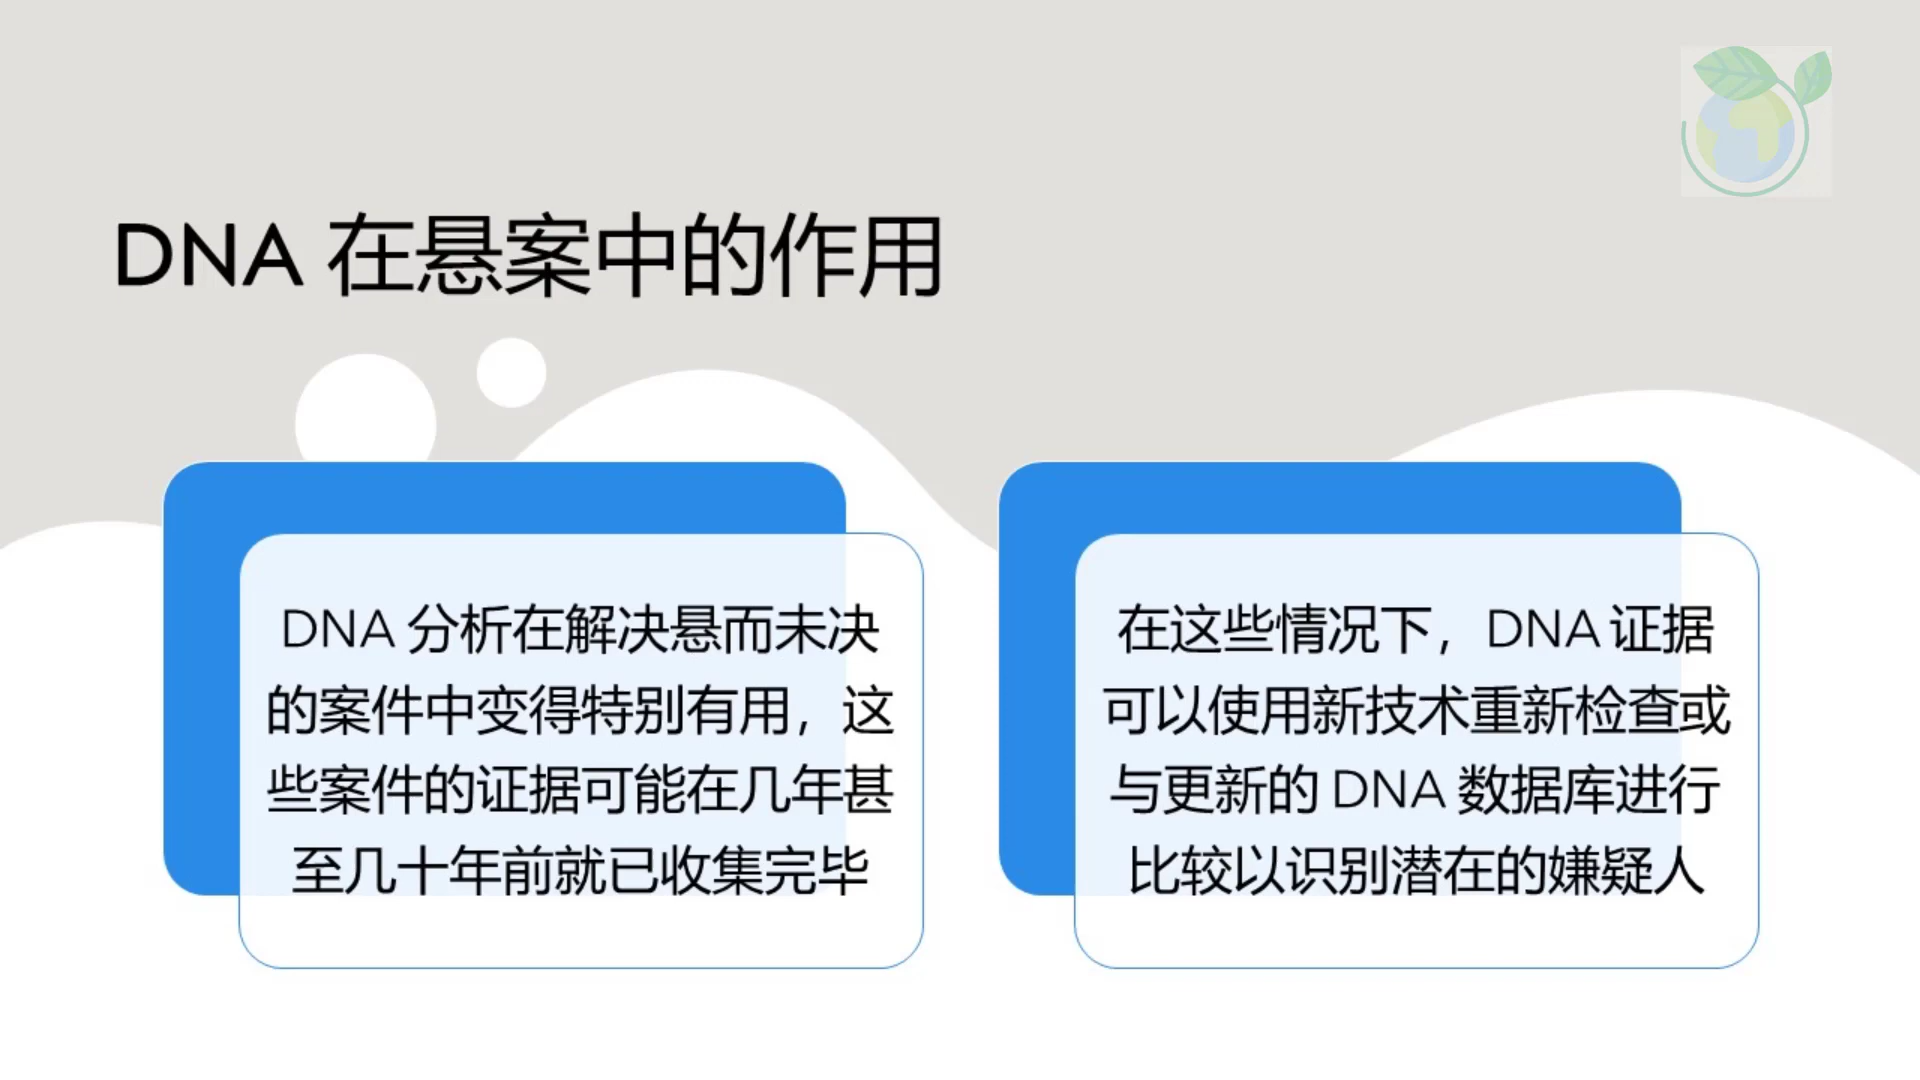 DNA 在悬案中的作用
DNA 分析在解决悬而未决
的案件中变得特别有用，这
些案件的证据可能在几年甚
至几十年前就已收集完毕
在这些情况下，DNA 证据
可以使用新技术重新检查或
与更新的 DNA 数据库进行
比较以识别潜在的嫌疑人